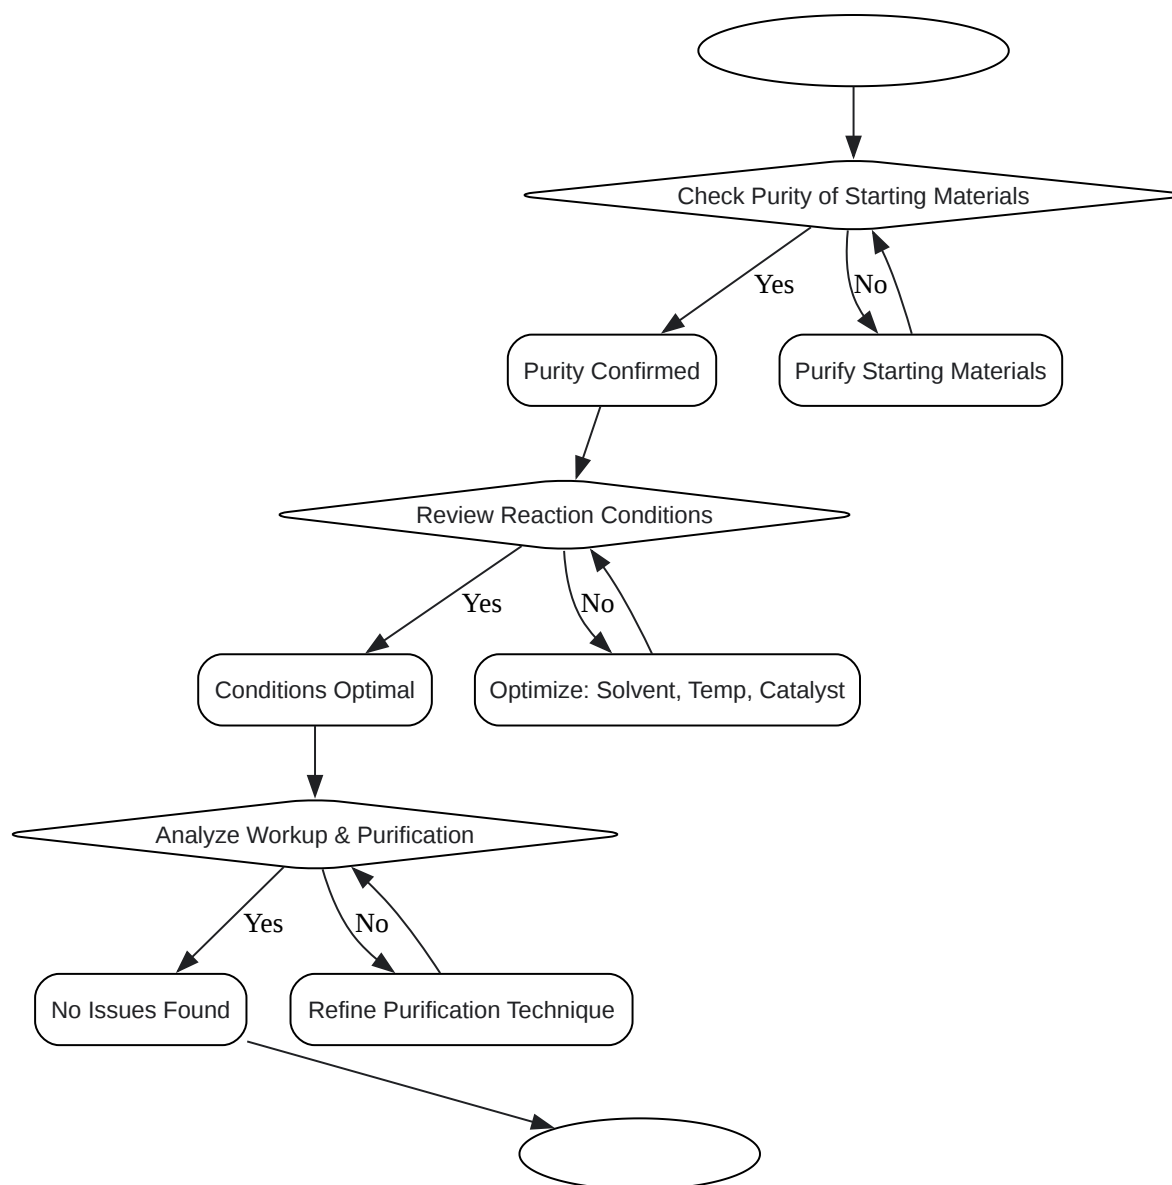 Check Purity of Starting Materials
Yes
No
Purity Confirmed
Purify Starting Materials
Review Reaction Conditions
Yes
No
Conditions Optimal
Optimize: Solvent, Temp, Catalyst
Analyze Workup & Purification
Yes
No
No Issues Found
Refine Purification Technique